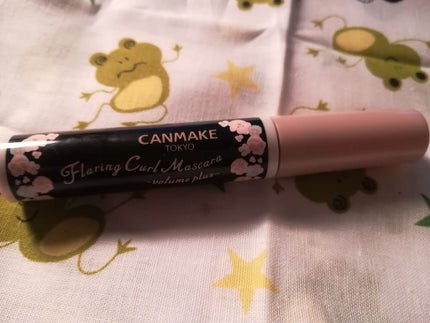 CANMAKE
TOKYO
Flaring Curl Mascara
-volume plus-